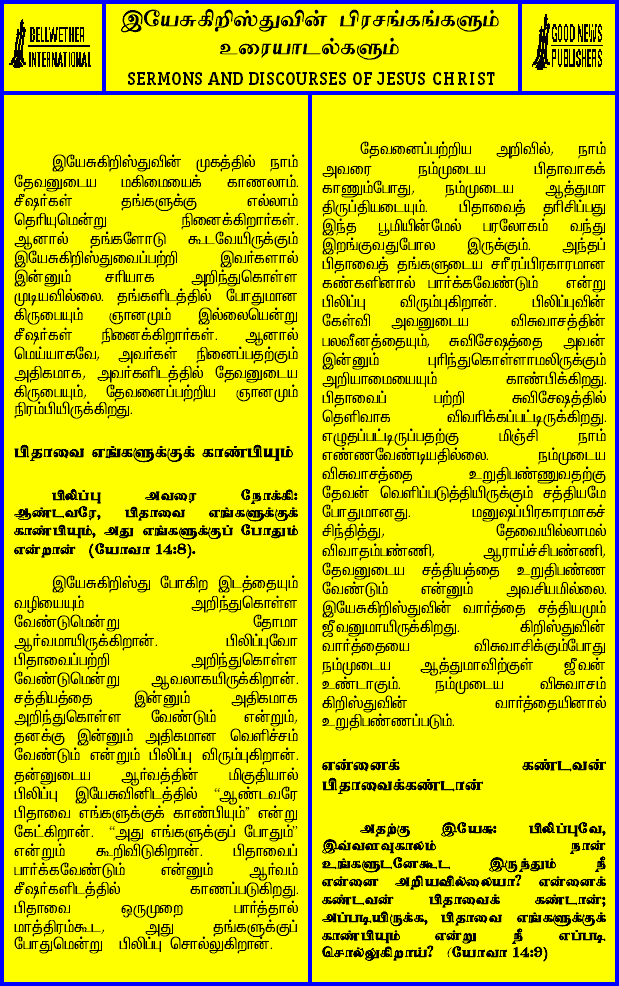 BELLWETHER
INTERNATIONAL
இயேசுகிறிஸ்துவின் பிரசங்கங்களும்
உரையாடல்களும்
SERMONS AND DISCOURSES OF JESUS CHRIST
GOOD NEWS
PUBLISHERS
இயேசுகிறிஸ்துவின் முகத்தில் நாம்
தேவனுடைய மகிமையைக் காணலாம்.
சீஷர்கள் தங்களுக்கு எல்லாம்
தெரியுமென்று நினைக்கிறார்கள்.
ஆனால் தங்களோடு கூடவேயிருக்கும்
இயேசுகிறிஸ்துவைப்பற்றி இவர்களால்
இன்னும் சரியாக அறிந்துகொள்ள
முடியவில்லை. தங்களிடத்தில் போதுமான
கிருபையும் ஞானமும் இல்லையென்று
சீஷர்கள் நினைக்கிறார்கள். ஆனால்
மெய்யாகவே, அவர்கள் நினைப்பதற்கும்
அதிகமாக, அவர்களிடத்தில் தேவனுடைய
கிருபையும், தேவனைப்பற்றிய ஞானமும்
நிரம்பியிருக்கிறது.
பிதாவை எங்களுக்குக் காண்பியும்
பிலிப்பு அவரை நோக்கி:
ஆண்டவரே, பிதாவை எங்களுக்குக்
காண்பியும், அது எங்களுக்குப் போதும்
என்றான் (யோவா 14:8).
இயேசுகிறிஸ்து போகிற இடத்தையும்
வழியையும் அறிந்துகொள்ள
வேண்டுமென்று தோமா
ஆர்வமாயிருக்கிறான். பிலிப்புவோ
பிதாவைப்பற்றி அறிந்துகொள்ள
வேண்டுமென்று ஆவலாகயிருக்கிறான்.
சத்தியத்தை இன்னும் அதிகமாக
அறிந்துகொள்ள வேண்டும் என்றும்,
தனக்கு இன்னும் அதிகமான வெளிச்சம்
வேண்டும் என்றும் பிலிப்பு விரும்புகிறான்.
தன்னுடைய ஆர்வத்தின் மிகுதியால்
பிலிப்பு இயேசுவினிடத்தில் “ஆண்டவரே
பிதாவை எங்களுக்குக் காண்பியும்” என்று
கேட்கிறான். “அது எங்களுக்குப் போதும்”
என்றும் கூறிவிடுகிறான். பிதாவைப்
பார்க்கவேண்டும் என்னும் ஆர்வம்
சீஷர்களிடத்தில் காணப்படுகிறது.
பிதாவை ஒருமுறை பார்த்தால்
மாத்திரம்கூட, அது தங்களுக்குப்
போதுமென்று பிலிப்பு சொல்லுகிறான்.
தேவனைப்பற்றிய அறிவில், நாம்
அவரை நம்முடைய பிதாவாகக்
காணும்போது, நம்முடைய ஆத்துமா
திருப்தியடையும். பிதாவைத் தரிசிப்பது
இந்த பூமியின்மேல் பரலோகம் வந்து
இறங்குவதுபோல இருக்கும். அந்தப்
பிதாவைத் தங்களுடைய சரீரப்பிரகாரமான
கண்களினால் பார்க்கவேண்டும் என்று
பிலிப்பு விரும்புகிறான். பிலிப்புவின்
கேள்வி அவனுடைய விசுவாசத்தின்
பலவீனத்தையும், சுவிசேஷத்தை அவன்
இன்னும் புரிந்துகொள்ளாமலிருக்கும்
அறியாமையையும் காண்பிக்கிறது.
பிதாவைப் பற்றி சுவிசேஷத்தில்
தெளிவாக விவரிக்கப்பட்டிருக்கிறது.
எழுதப்பட்டிருப்பதற்கு மிஞ்சி நாம்
எண்ணவேண்டியதில்லை. நம்முடைய
விசுவாசத்தை உறுதிபண்ணுவதற்கு
தேவன் வெளிப்படுத்தியிருக்கும் சத்தியமே
போதுமானது. மனுஷப்பிரகாரமாகச்
சிந்தித்து, தேவையில்லாமல்
விவாதம்பண்ணி, ஆராய்ச்சிபண்ணி,
தேவனுடைய சத்தியத்தை உறுதிபண்ண
வேண்டும் என்னும் அவசியமில்லை.
இயேசுகிறிஸ்துவின் வார்த்தை சத்தியமும்
ஜீவனுமாயிருக்கிறது. கிறிஸ்துவின்
வார்த்தையை விசுவாசிக்கும்போது
நம்முடைய ஆத்துமாவிற்குள் ஜீவன்
உண்டாகும். நம்முடைய விசுவாசம்
கிறிஸ்துவின் வார்த்தையினால்
உறுதிபண்ணப்படும்.
என்னைக் கண்டவன்
பிதாவைக்கண்டான்
அதற்கு இயேசு: பிலிப்புவே,
இவ்வளவுகாலம் நான்
உங்களுடனேகூட இருந்தும் நீ
என்னை அறியவில்லையா? என்னைக்
கண்டவன் பிதாவைக் கண்டான்;
அப்படியிருக்க, பிதாவை எங்களுக்குக்
காண்பியும் என்று நீ எப்படி
சொல்லுகிறாய்? (யோவா 14:9)